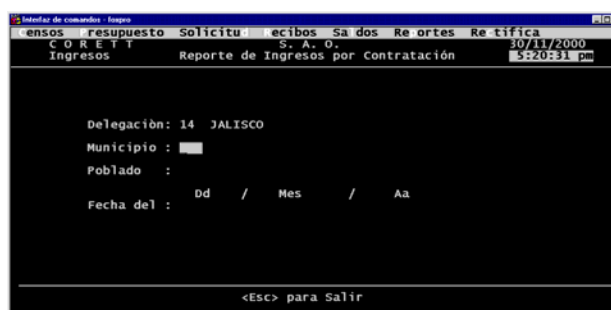 Interfaz de comandos - foxpro
ensos resupuesto Solicitu ecibos Sa dos Re ortes Re tifica
C O R E T T S. A. O. 30/11/2000
Ingresos Reporte de Ingresos por Contratación 5:20:31 pm
Delegaciòn: 14 JALISCO
Municipio :
Poblado :
Dd / Mes / Aa
Fecha del :
<Esc> para Salir